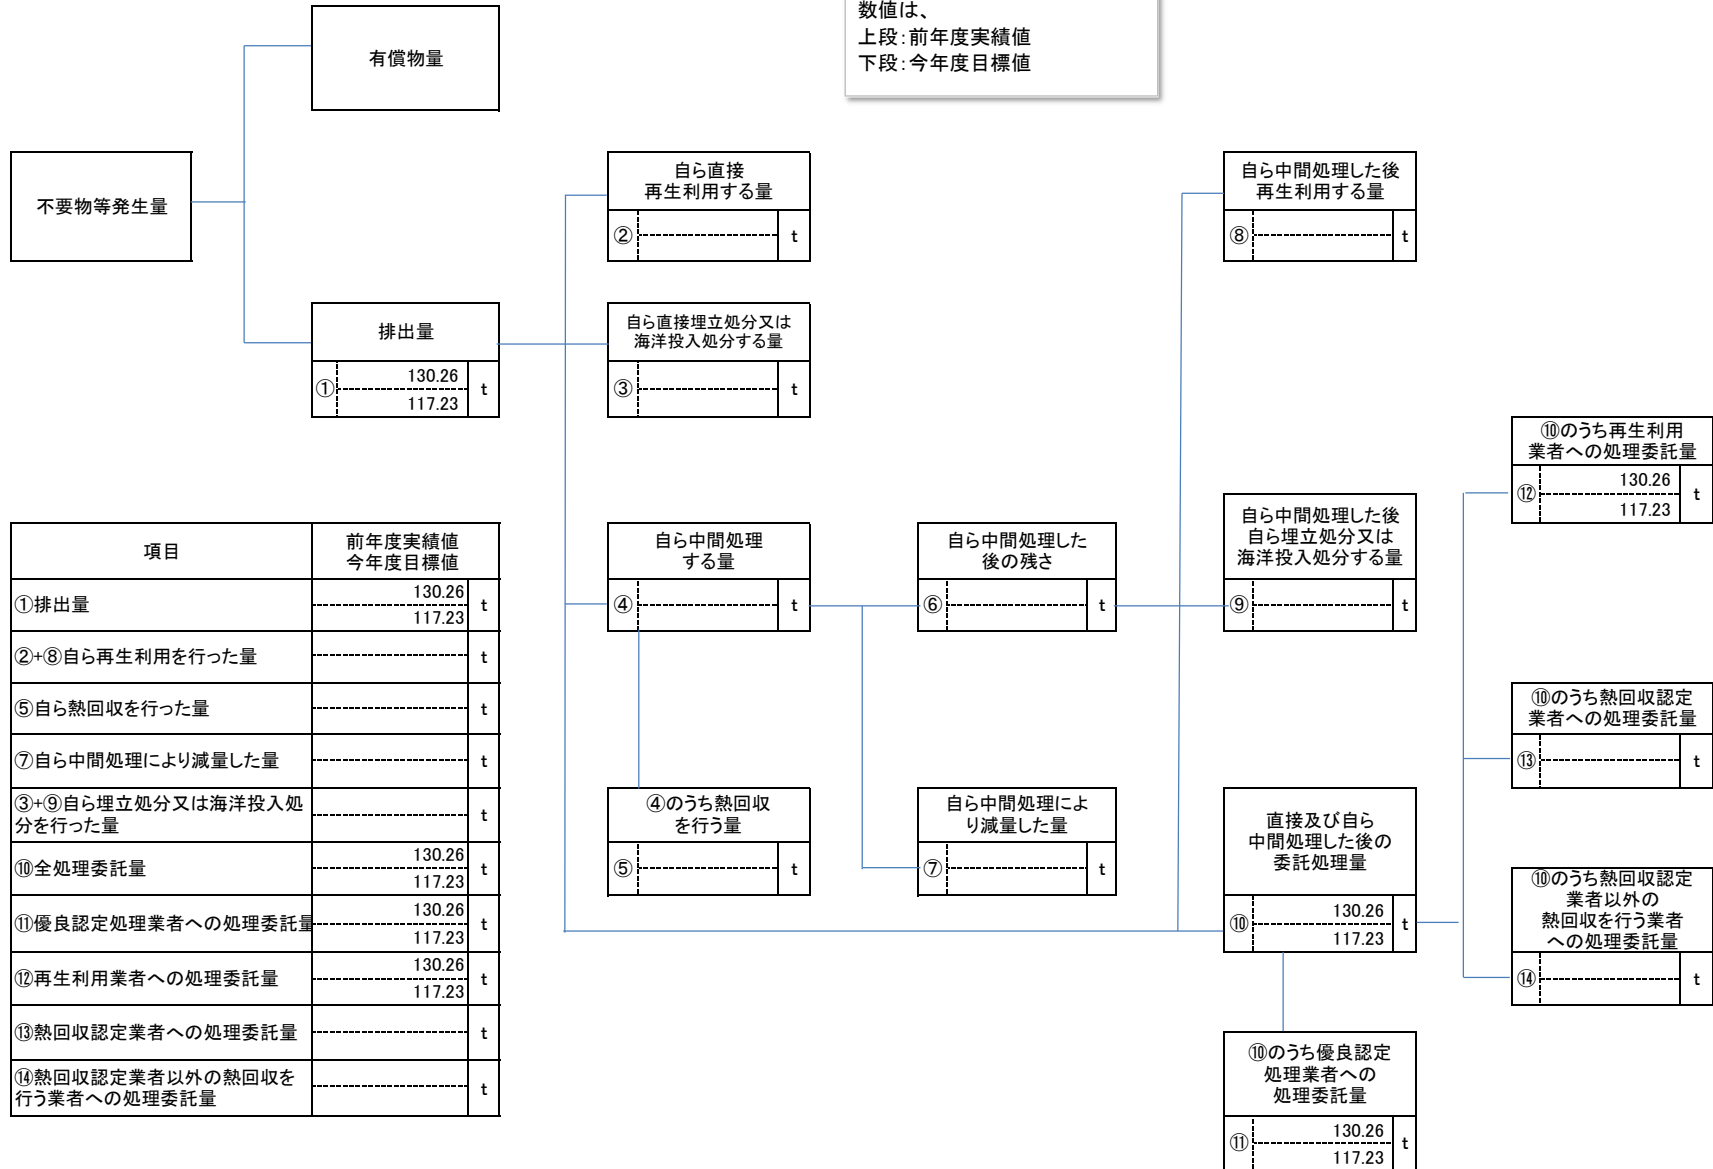 数値は、
上段：前年度実績値
下段：今年度目標値
有償物量
不要物等発生量
自ら直接
再生利用する量
② t
自ら中間処理した後
再生利用する量
⑧ t
排出量
① 130.26 t
117.23
自ら直接埋立処分又は
海洋投入処分する量
③ t
⑩のうち再生利用
業者への処理委託量
⑫ 130.26 t
117.23
自ら中間処理
する量
④ t
自ら中間処理した
後の残さ
⑥ t
自ら中間処理した後
自ら埋立処分又は
海洋投入処分する量
⑨ t
⑩のうち熱回収認定
業者への処理委託量
⑬ t
④のうち熱回収
を行う量
⑤ t
自ら中間処理によ
り減量した量
⑦ t
直接及び自ら
中間処理した後の
委託処理量
⑩ 130.26 t
117.23
⑩のうち熱回収認定
業者以外の
熱回収を行う業者
への処理委託量
⑭ t
⑩のうち優良認定
処理業者への
処理委託量
⑪ 130.26 t
117.23
項目 前年度実績値
今年度目標値
①排出量 130.26 t
117.23
②+⑧自ら再生利用を行った量 t
⑤自ら熱回収を行った量 t
⑦自ら中間処理により減量した量 t
③+⑨自ら埋立処分又は海洋投入処
分を行った量 t
⑩全処理委託量 130.26 t
117.23
⑪優良認定処理業者への処理委託量 130.26 t
117.23
⑫再生利用業者への処理委託量 130.26 t
117.23
⑬熱回収認定業者への処理委託量 t
⑭熱回収認定業者以外の熱回収を
行う業者への処理委託量 t